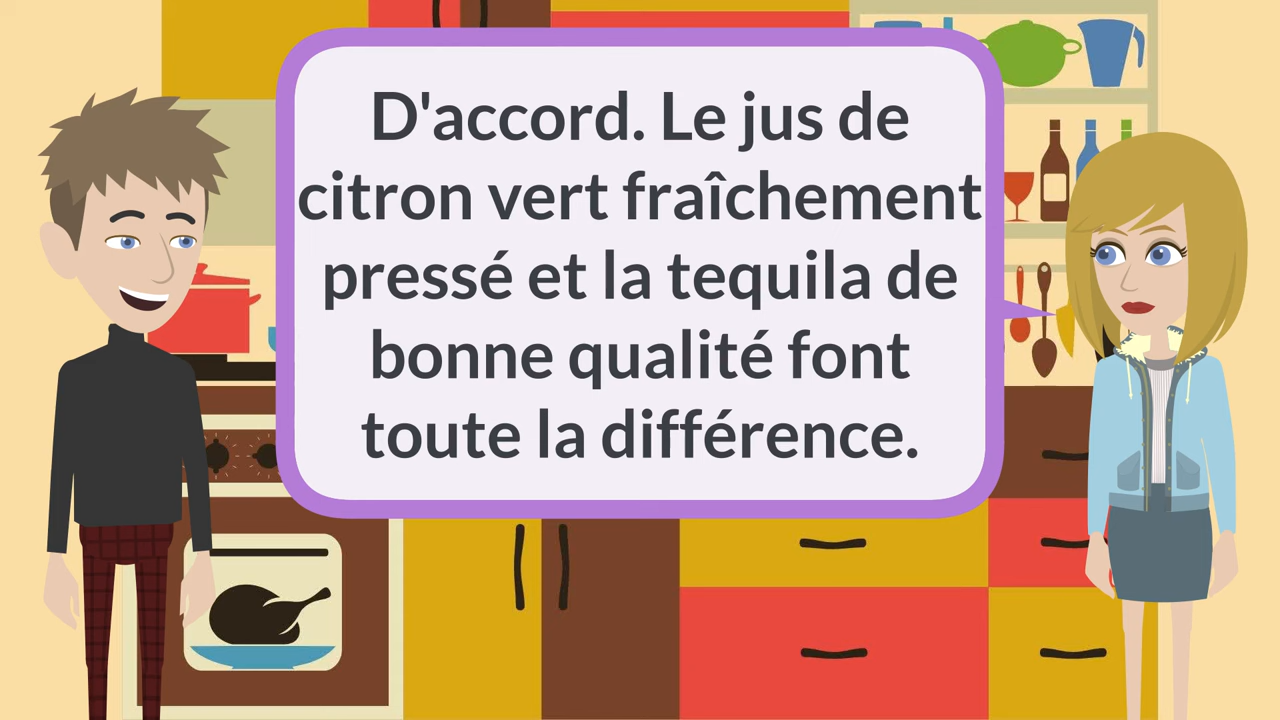 D'accord. Le jus de
citron vert fraîchement
pressé et la tequila de
bonne qualité font
toute la différence.